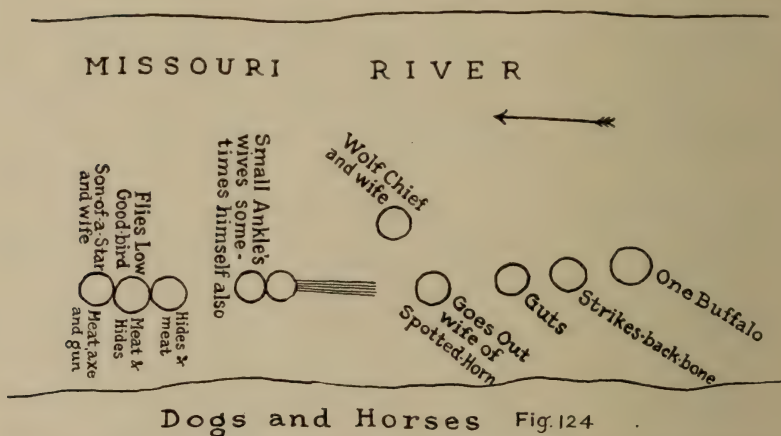 MISSOURI RIVER
Son-of-a-Star
and wife
Flies Low
Good-bird
Small Ankle's
wives some-
times himself also
Wolf Chief
and wife
Meat, axe
and gun
Meat &
Hides
Hides &
meat
Goes Out
wife of
Spotted-Horn
Guts
Strikes-back-bone
One Buffalo
Dogs and Horses Fig. 124